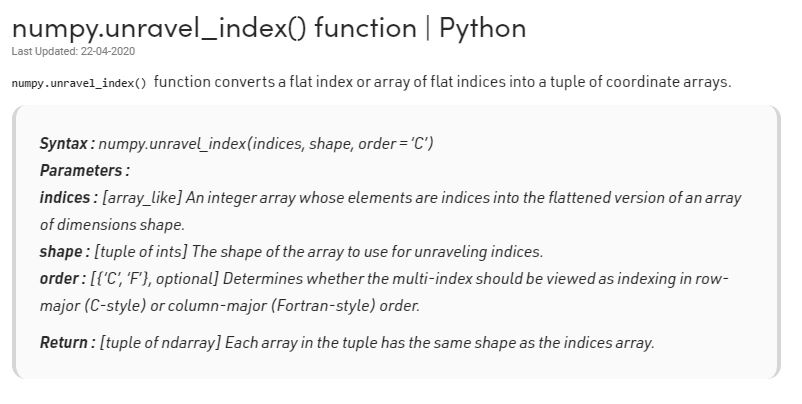 numpy.unravel_index() function | Python
Last Updated: 22-04-2020
numpy.unravel_index() function converts a flat index or array of flat indices into a tuple of coordinate arrays.
Syntax : numpy.unravel_index(indices, shape, order = 'C')
Parameters :
indices : [array_like] An integer array whose elements are indices into the flattened version of an array
of dimensions shape.
shape : [tuple of ints] The shape of the array to use for unraveling indices.
order : [{'C', 'F'}, optional] Determines whether the multi-index should be viewed as indexing in row-
major (C-style) or column-major (Fortran-style) order.
Return : [tuple of ndarray] Each array in the tuple has the same shape as the indices array.